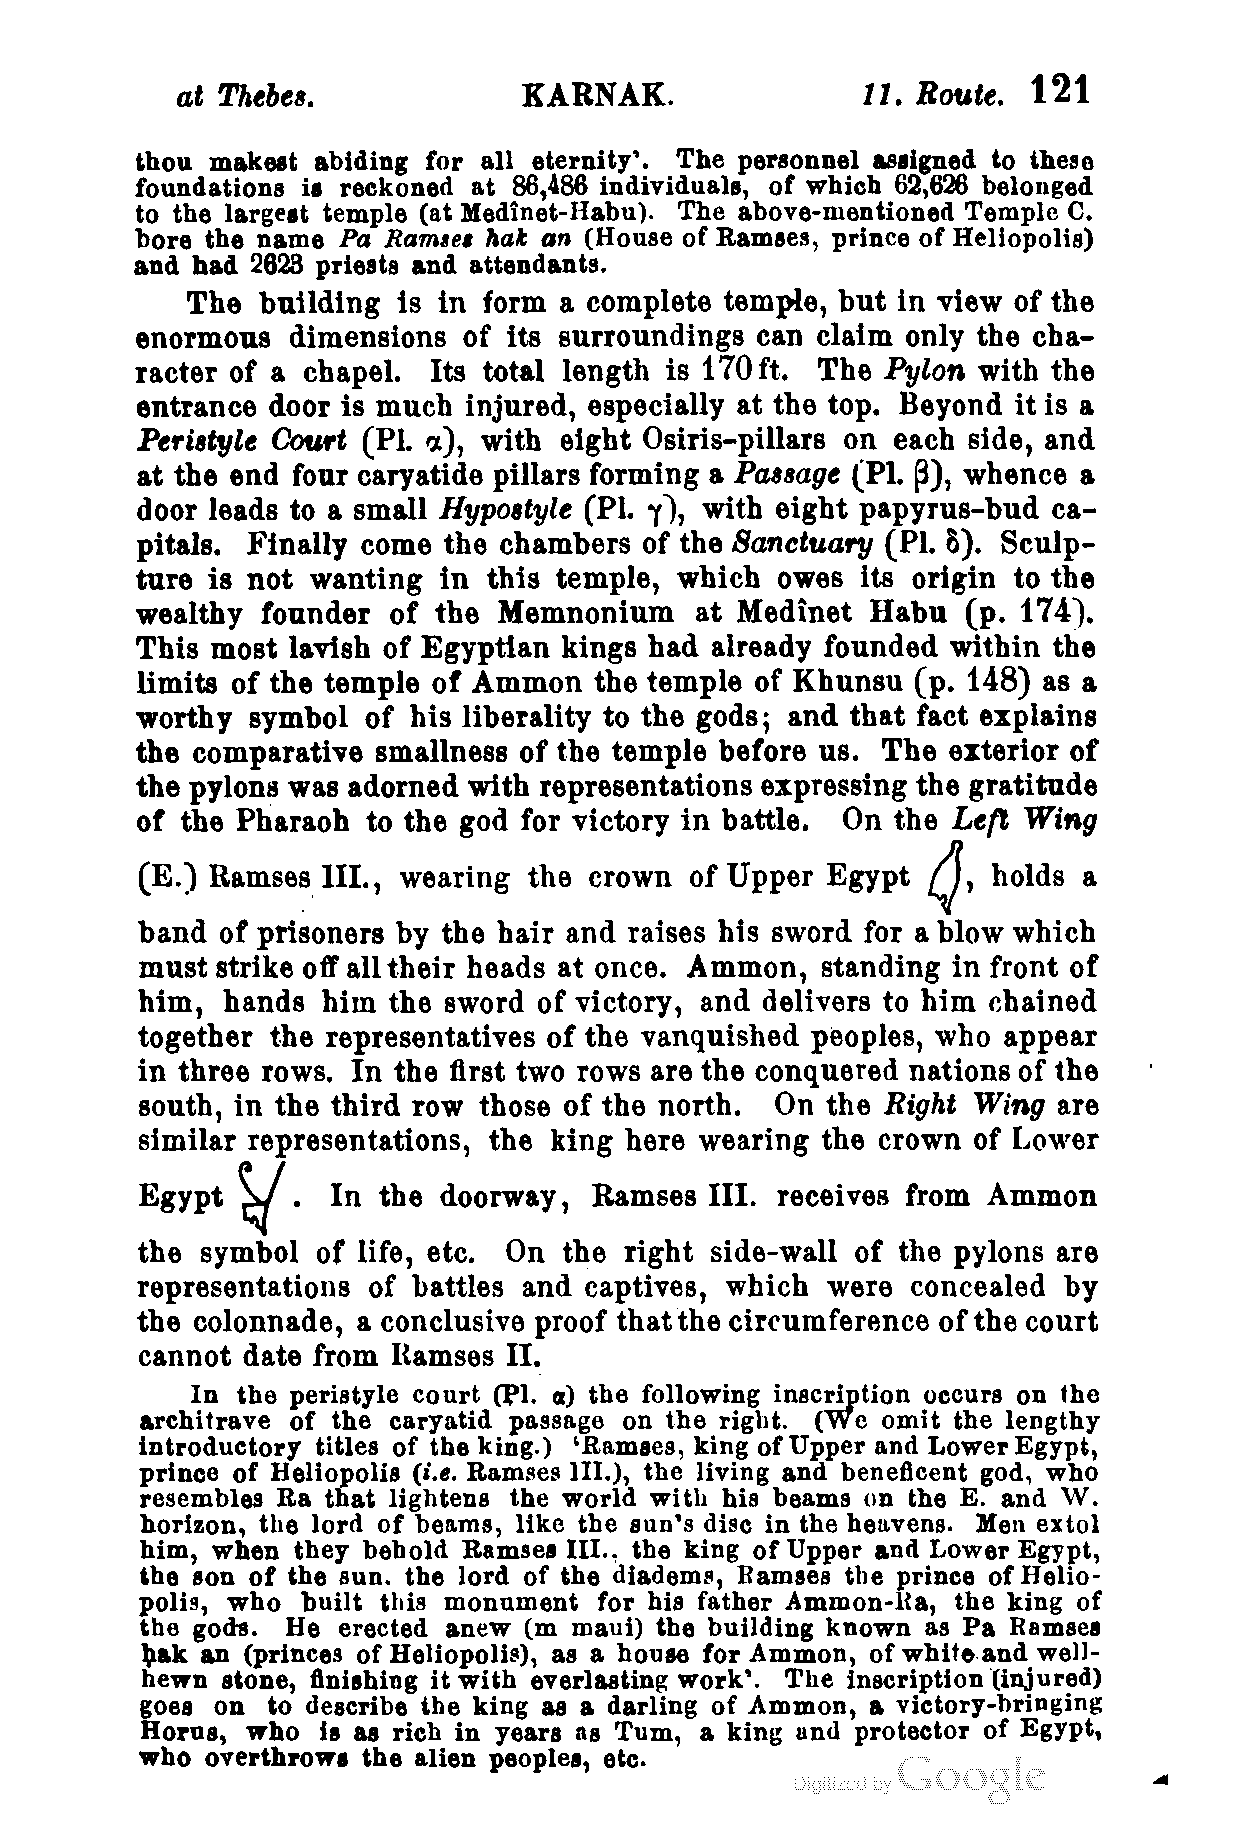 at Thebes. KARNAK. 11. Route. 121
thou makest abiding for all eternity'. The personnel assigned to these
foundations is reckoned at 86,486 individuals, of which 62,626 belonged
to the largest temple (at Medînet-Habu). The above-mentioned Temple C.
bore the name Pa Ramses hak an (House of Ramses, prince of Heliopolis)
and had 2623 priests and attendants.
The building is in form a complete temple, but in view of the
enormous dimensions of its surroundings can claim only the cha-
racter of a chapel. Its total length is 170 ft. The Pylon with the
entrance door is much injured, especially at the top. Beyond it is a
Peristyle Court (Pl. α), with eight Osiris-pillars on each side, and
at the end four caryatide pillars forming a Passage (Pl. β), whence a
door leads to a small Hypostyle (Pl. γ), with eight papyrus-bud ca-
pitals. Finally come the chambers of the Sanctuary (Pl. δ). Sculp-
ture is not wanting in this temple, which owes its origin to the
wealthy founder of the Memnonium at Medînet Habu (p. 174).
This most lavish of Egyptian kings had already founded within the
limits of the temple of Ammon the temple of Khunsu (p. 148) as a
worthy symbol of his liberality to the gods; and that fact explains
the comparative smallness of the temple before us. The exterior of
the pylons was adorned with representations expressing the gratitude
of the Pharaoh to the god for victory in battle. On the Left Wing
(E.) Ramses III., wearing the crown of Upper Egypt , holds a
band of prisoners by the hair and raises his sword for a blow which
must strike off all their heads at once. Ammon, standing in front of
him, hands him the sword of victory, and delivers to him chained
together the representatives of the vanquished peoples, who appear
in three rows. In the first two rows are the conquered nations of the
south, in the third row those of the north. On the Right Wing are
similar representations, the king here wearing the crown of Lower
Egypt . In the doorway, Ramses III. receives from Ammon
the symbol of life, etc. On the right side-wall of the pylons are
representations of battles and captives, which were concealed by
the colonnade, a conclusive proof that the circumference of the court
cannot date from Ramses II.
In the peristyle court (Pl. α) the following inscription occurs on the
architrave of the caryatid passage on the right. (We omit the lengthy
introductory titles of the king.) 'Ramses, king of Upper and Lower Egypt,
prince of Heliopolis (i.e. Ramses III.), the living and beneficent god, who
resembles Ra that lightens the world with his beams on the E. and W.
horizon, the lord of beams, like the sun's disc in the heavens. Men extol
him, when they behold Ramses III., the king of Upper and Lower Egypt,
the son of the sun. the lord of the diadems, Ramses the prince of Helio-
polis, who built this monument for his father Ammon-Ra, the king of
the gods. He erected anew (m maui) the building known as Pa Ramses
ḥak an (princes of Heliopolis), as a house for Ammon, of white and well-
hewn stone, finishing it with everlasting work'. The inscription (injured)
goes on to describe the king as a darling of Ammon, a victory-bringing
Horus, who is as rich in years as Tum, a king and protector of Egypt,
who overthrows the alien peoples, etc.
Digitized by Google